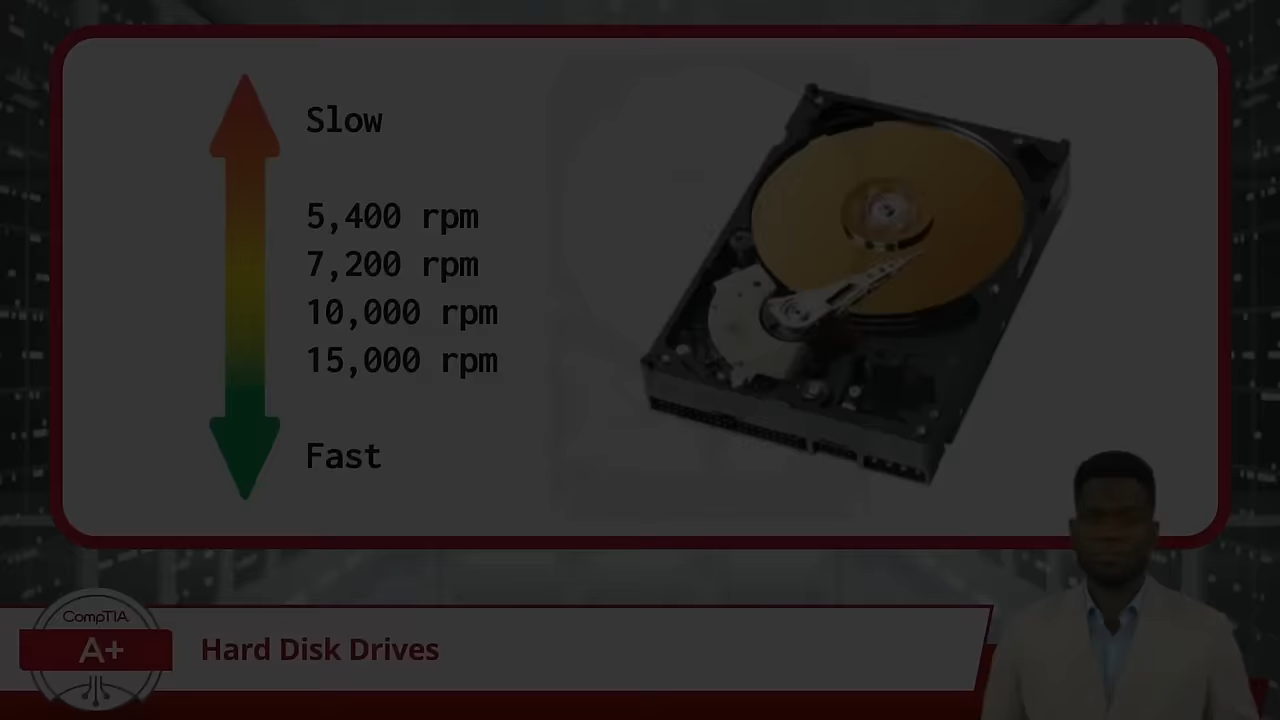 Slow
5,400 rpm
7,200 rpm
10,000 rpm
15,000 rpm
Fast
CompTIA.
A+
Hard Disk Drives